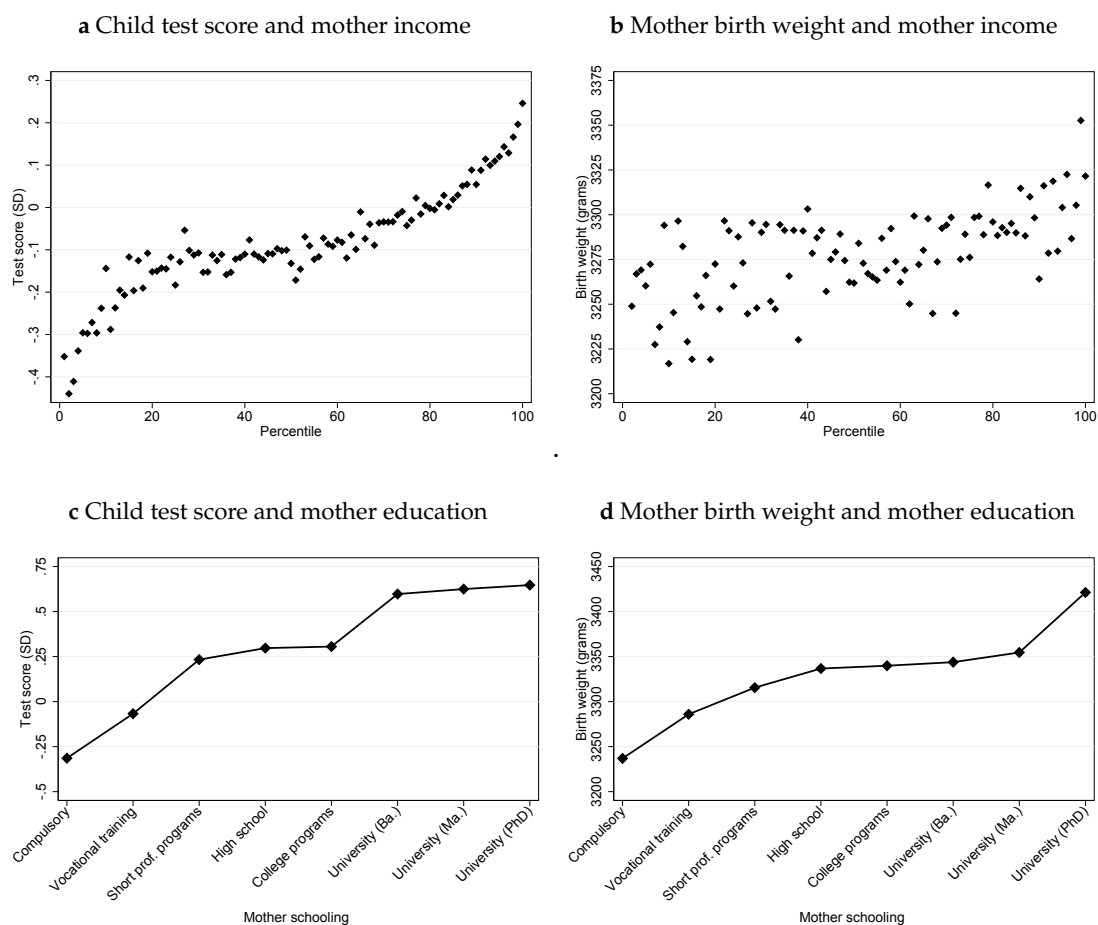 a Child test score and mother income
Test score (SD)
.3
.2
.1
0
-.1
-.2
-.3
-.4
0 20 40 60 80 100
Percentile
b Mother birth weight and mother income
Birth weight (grams)
3375
3350
3325
3300
3275
3250
3225
3200
0 20 40 60 80 100
Percentile
.
c Child test score and mother education
Test score (SD)
.75
.5
.25
0
-.25
-.5
Compulsory
Vocational training
Short prof. programs
High school
College programs
University (Ba.)
University (Ma.)
University (PhD)
Mother schooling
d Mother birth weight and mother education
Birth weight (grams)
3450
3400
3350
3300
3250
3200
Compulsory
Vocational training
Short prof. programs
High school
College programs
University (Ba.)
University (Ma.)
University (PhD)
Mother schooling